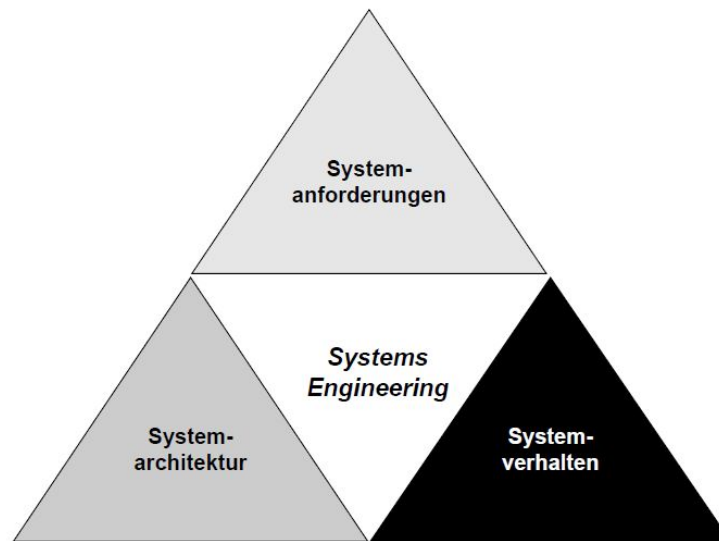 System-
anforderungen
Systems
Engineering
System-
architektur
System-
verhalten